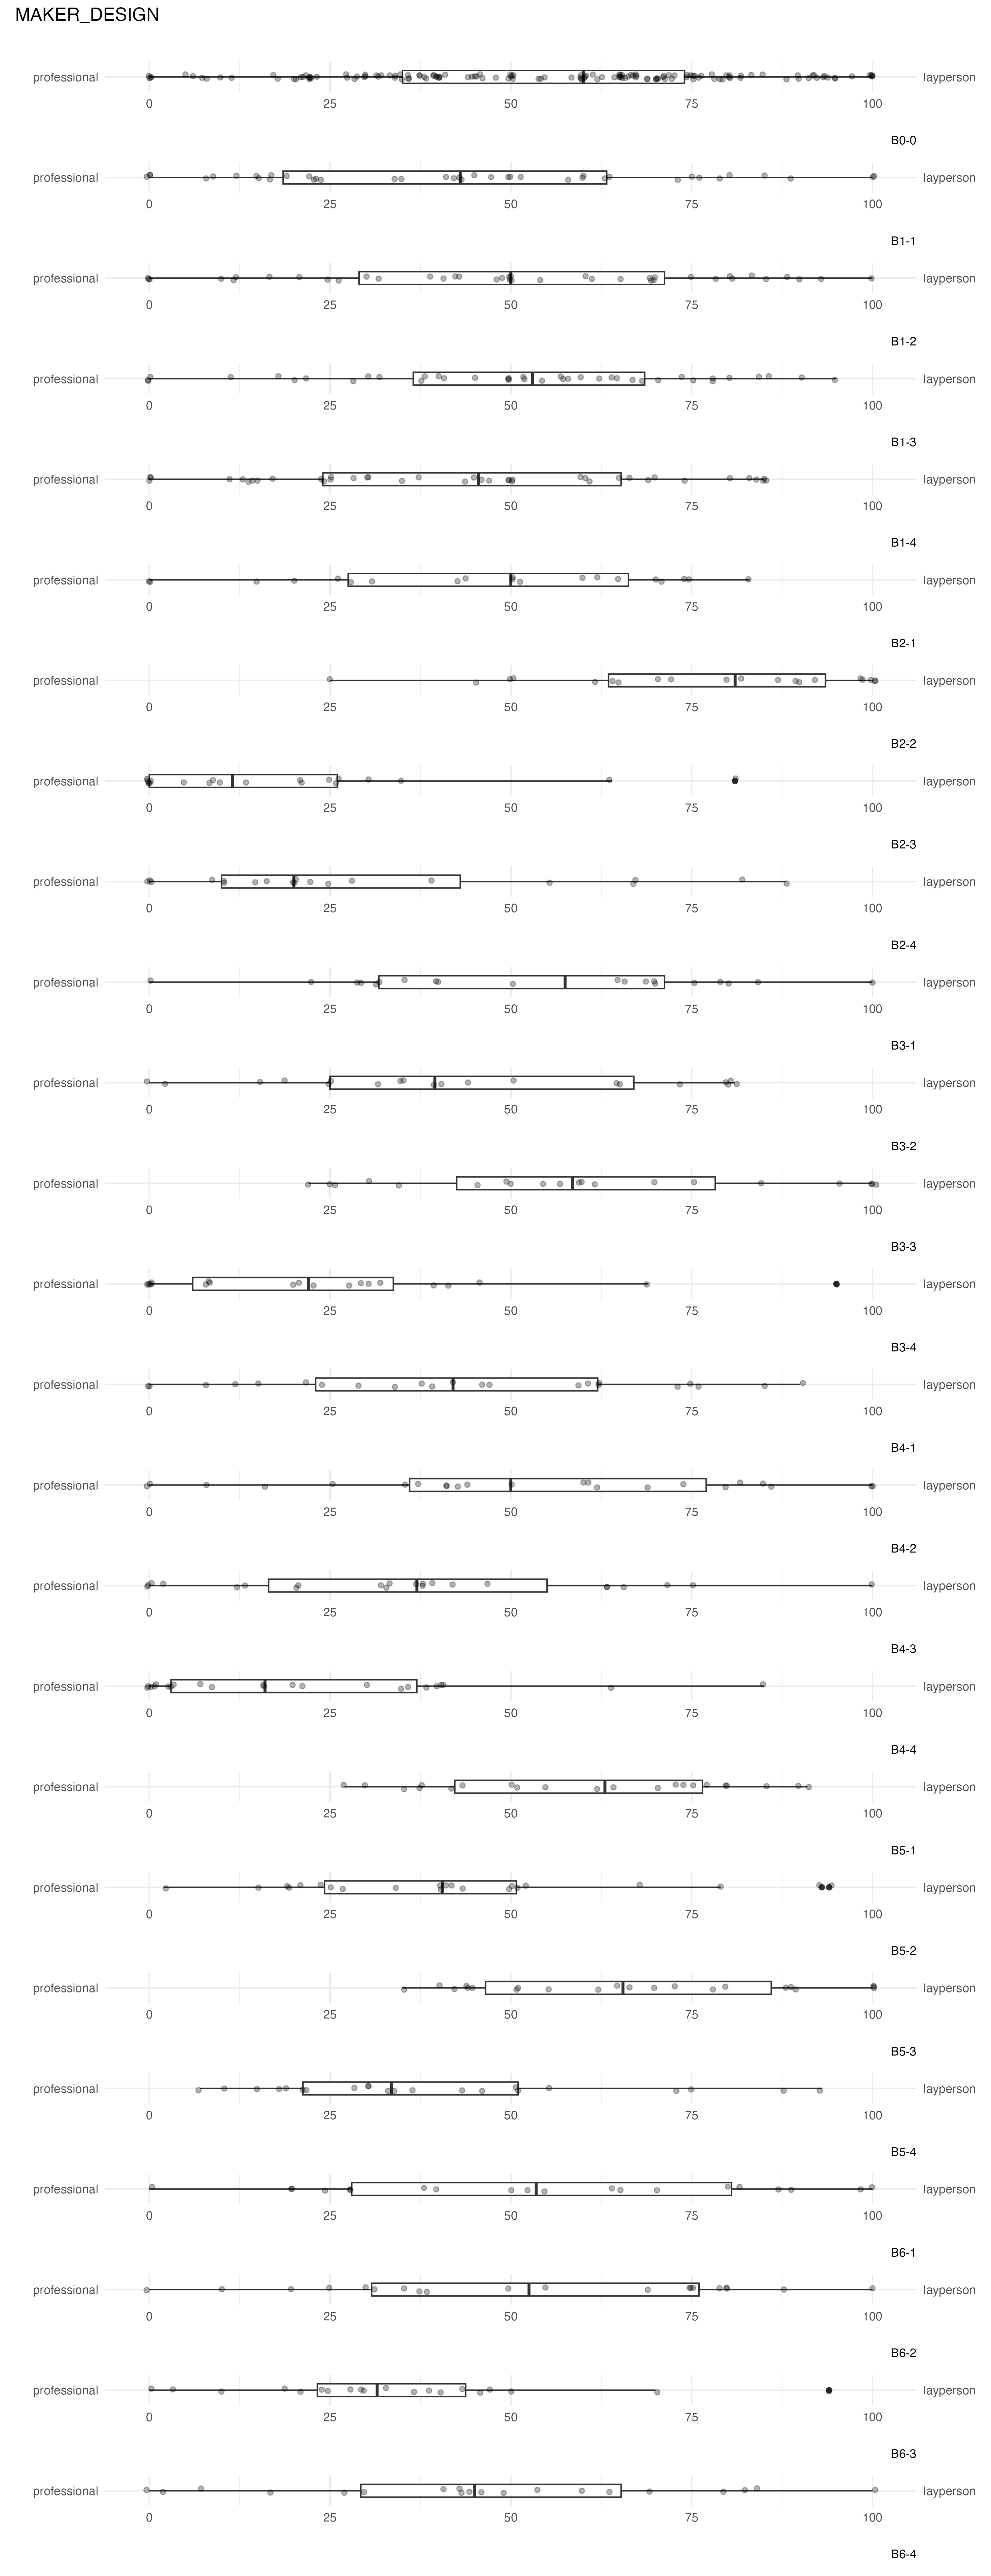 MAKER_DESIGN
professional layperson
0 25 50 75 100
B0-0
professional layperson
0 25 50 75 100
B1-1
professional layperson
0 25 50 75 100
B1-2
professional layperson
0 25 50 75 100
B1-3
professional layperson
0 25 50 75 100
B1-4
professional layperson
0 25 50 75 100
B2-1
professional layperson
0 25 50 75 100
B2-2
professional layperson
0 25 50 75 100
B2-3
professional layperson
0 25 50 75 100
B2-4
professional layperson
0 25 50 75 100
B3-1
professional layperson
0 25 50 75 100
B3-2
professional layperson
0 25 50 75 100
B3-3
professional layperson
0 25 50 75 100
B3-4
professional layperson
0 25 50 75 100
B4-1
professional layperson
0 25 50 75 100
B4-2
professional layperson
0 25 50 75 100
B4-3
professional layperson
0 25 50 75 100
B4-4
professional layperson
0 25 50 75 100
B5-1
professional layperson
0 25 50 75 100
B5-2
professional layperson
0 25 50 75 100
B5-3
professional layperson
0 25 50 75 100
B5-4
professional layperson
0 25 50 75 100
B6-1
professional layperson
0 25 50 75 100
B6-2
professional layperson
0 25 50 75 100
B6-3
professional layperson
0 25 50 75 100
B6-4